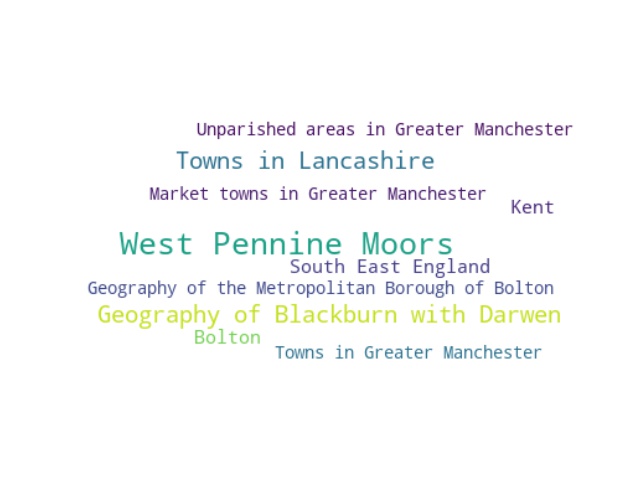 Unparished areas in Greater Manchester
Towns in Lancashire
Market towns in Greater Manchester
Kent
West Pennine Moors
South East England
Geography of the Metropolitan Borough of Bolton
Geography of Blackburn with Darwen
Bolton
Towns in Greater Manchester